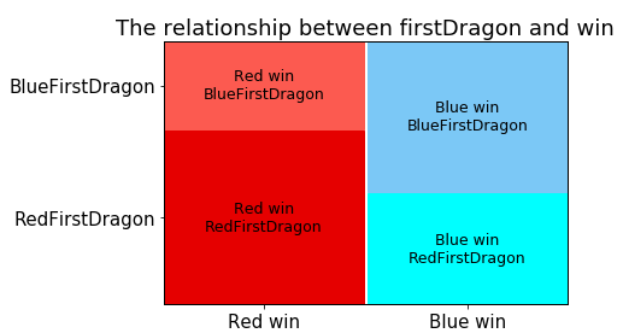 The relationship between firstDragon and win
BlueFirstDragon
RedFirstDragon
Red win
BlueFirstDragon
Blue win
BlueFirstDragon
Red win
RedFirstDragon
Blue win
RedFirstDragon
Red win
Blue win